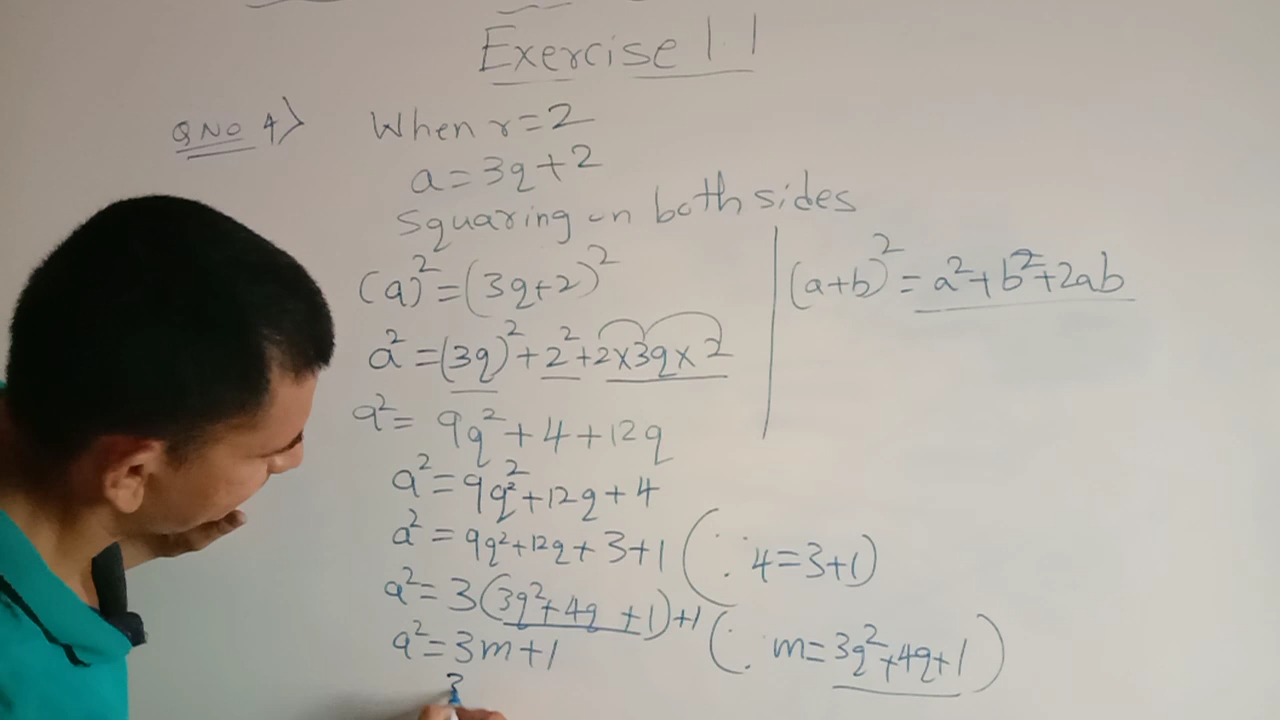 Exercise 1.1
Q NO 4) When r=2
a=3q+2
Squaring on both sides
(a)²=(3q+2)² (a+b)²=a²+b²+2ab
a²=(3q)²+2²+2×3q×2
a²= 9q²+4+12q
a²=9q²+12q+4
a²=9q²+12q+3+1 (∵ 4=3+1)
a²=3(3q²+4q+1)+1
a²=3m+1 (∵ m=3q²+4q+1)
3